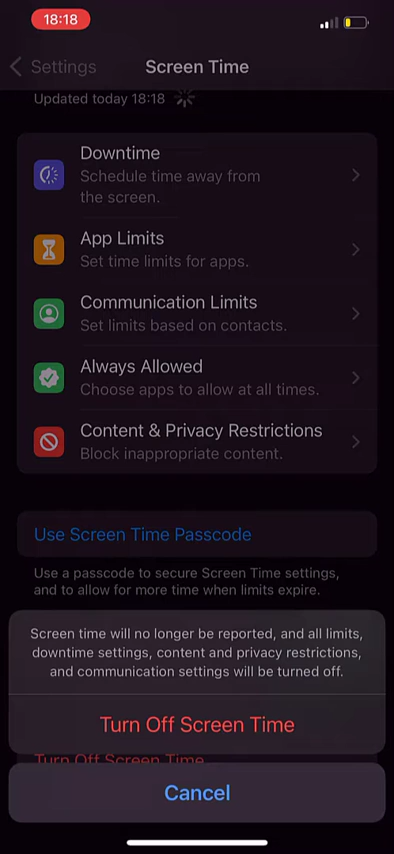 18:18
Settings
Screen Time
Updated today 18:18
Downtime
Schedule time away from
the screen.
App Limits
Set time limits for apps.
Communication Limits
Set limits based on contacts.
Always Allowed
Choose apps to allow at all times.
Content & Privacy Restrictions
Block inappropriate content.
Use Screen Time Passcode
Use a passcode to secure Screen Time settings,
and to allow for more time when limits expire.
Screen time will no longer be reported, and all limits,
downtime settings, content and privacy restrictions,
and communication settings will be turned off.
Turn Off Screen Time
Turn Off Screen Time
Cancel